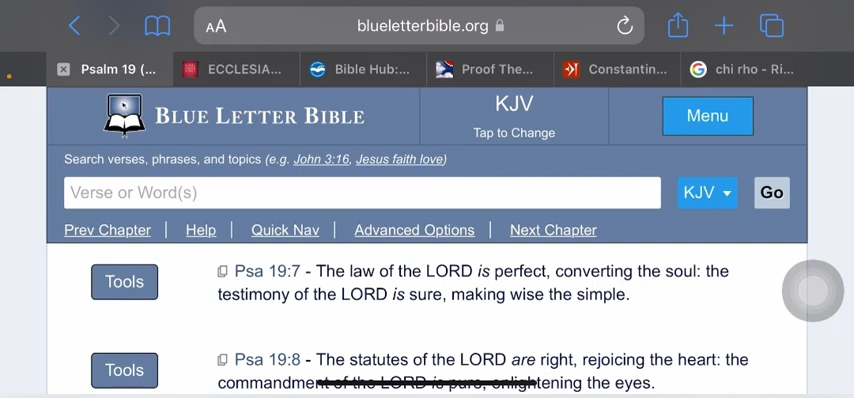 AA blueletterbible.org
Psalm 19 (... ECCLESIA... Bible Hub:... Proof The... Constantin... chi rho - Ri...
BLUE LETTER BIBLE
KJV
Tap to Change
Menu
Search verses, phrases, and topics (e.g. John 3:16, Jesus faith love)
Verse or Word(s) KJV Go
Prev Chapter | Help | Quick Nav | Advanced Options | Next Chapter
Tools
Psa 19:7 - The law of the LORD is perfect, converting the soul: the
testimony of the LORD is sure, making wise the simple.
Tools
Psa 19:8 - The statutes of the LORD are right, rejoicing the heart: the
commandment of the LORD is pure, enlightening the eyes.